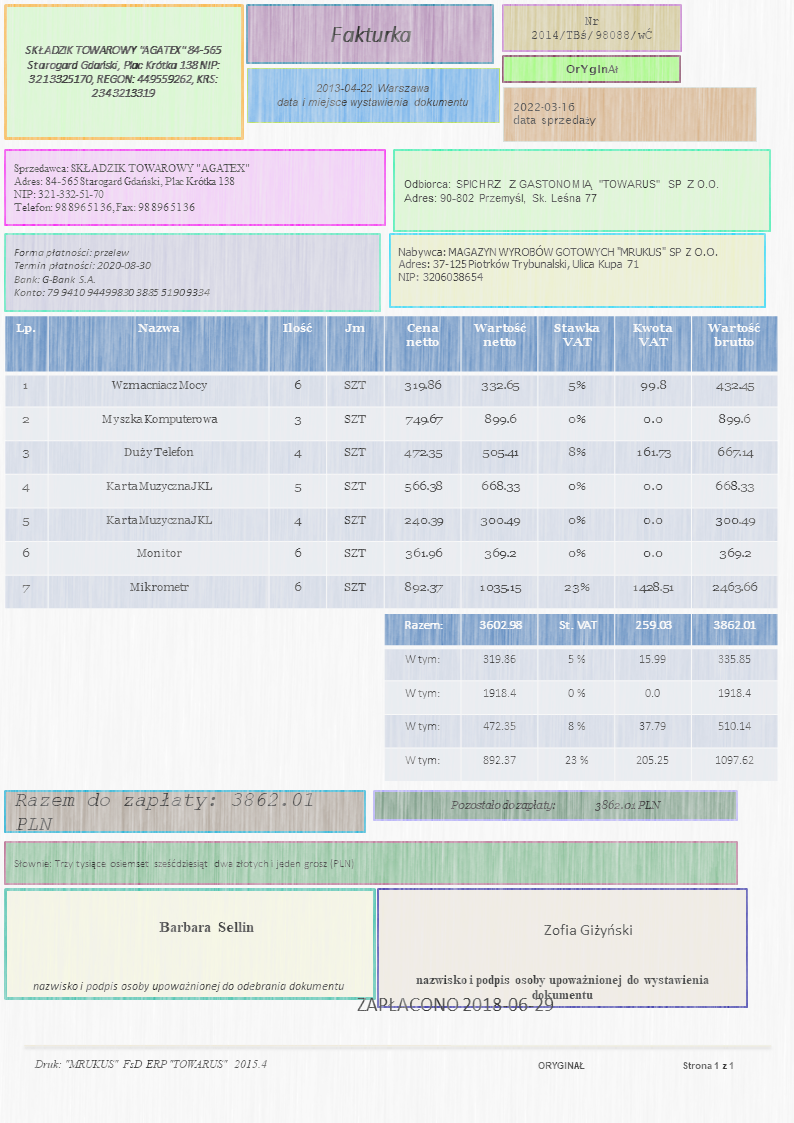 SKŁADZIK TOWAROWY "AGATEX" 84-565
Starogard Gdański, Plac Krótka 138 NIP:
3213325170, REGON: 449559262, KRS:
2343213319
Fakturka
2013-04-22 Warszawa
data i miejsce wystawienia dokumentu
Nr
2014/TBś/98088/wĆ
OrYgInAł
2022-03-16
data sprzedaży
Sprzedawca: SKŁADZIK TOWAROWY "AGATEX"
Adres: 84-565 Starogard Gdański, Plac Krótka 138
NIP: 321-332-51-70
Telefon: 988965136, Fax: 988965136
Odbiorca: SPICHRZ Z GASTONOMIĄ "TOWARUS" SP Z O.O.
Adres: 90-802 Przemyśl, Sk. Leśna 77
Forma płatności: przelew
Termin płatności: 2020-08-30
Bank: G-Bank S.A.
Konto: 79 9410 9449 9830 3885 5190 9334
Nabywca: MAGAZYN WYROBÓW GOTOWYCH "MRUKUS" SP Z O.O.
Adres: 37-125 Piotrków Trybunalski, Ulica Kupa 71
NIP: 3206038654
Lp. Nazwa Ilość Jm Cena netto Wartość netto Stawka VAT Kwota VAT Wartość brutto
1 Wzmacniacz Mocy 6 SZT 319.86 332.65 5% 99.8 432.45
2 Myszka Komputerowa 3 SZT 749.67 899.6 0% 0.0 899.6
3 Duży Telefon 4 SZT 472.35 505.41 8% 161.73 667.14
4 Karta Muzyczna JKL 5 SZT 566.38 668.33 0% 0.0 668.33
5 Karta Muzyczna JKL 4 SZT 240.39 300.49 0% 0.0 300.49
6 Monitor 6 SZT 361.96 369.2 0% 0.0 369.2
7 Mikrometr 6 SZT 892.37 1035.15 23% 1428.51 2463.66
Razem: 3602.98 St. VAT 259.03 3862.01
W tym: 319.86 5 % 15.99 335.85
W tym: 1918.4 0 % 0.0 1918.4
W tym: 472.35 8 % 37.79 510.14
W tym: 892.37 23 % 205.25 1097.62
Razem do zapłaty: 3862.01
PLN
Pozostało do zapłaty: 3862.01 PLN
Słownie: Trzy tysiące osiemset sześćdziesiąt dwa złotych i jeden grosz (PLN)
Barbara Sellin
nazwisko i podpis osoby upoważnionej do odebrania dokumentu
Zofia Giżyński
nazwisko i podpis osoby upoważnionej do wystawienia
dokumentu
ZAPŁACONO 2018-06-29
Druk: "MRUKUS" FsD ERP "TOWARUS" 2015.4
ORYGINAŁ
Strona 1 z 1